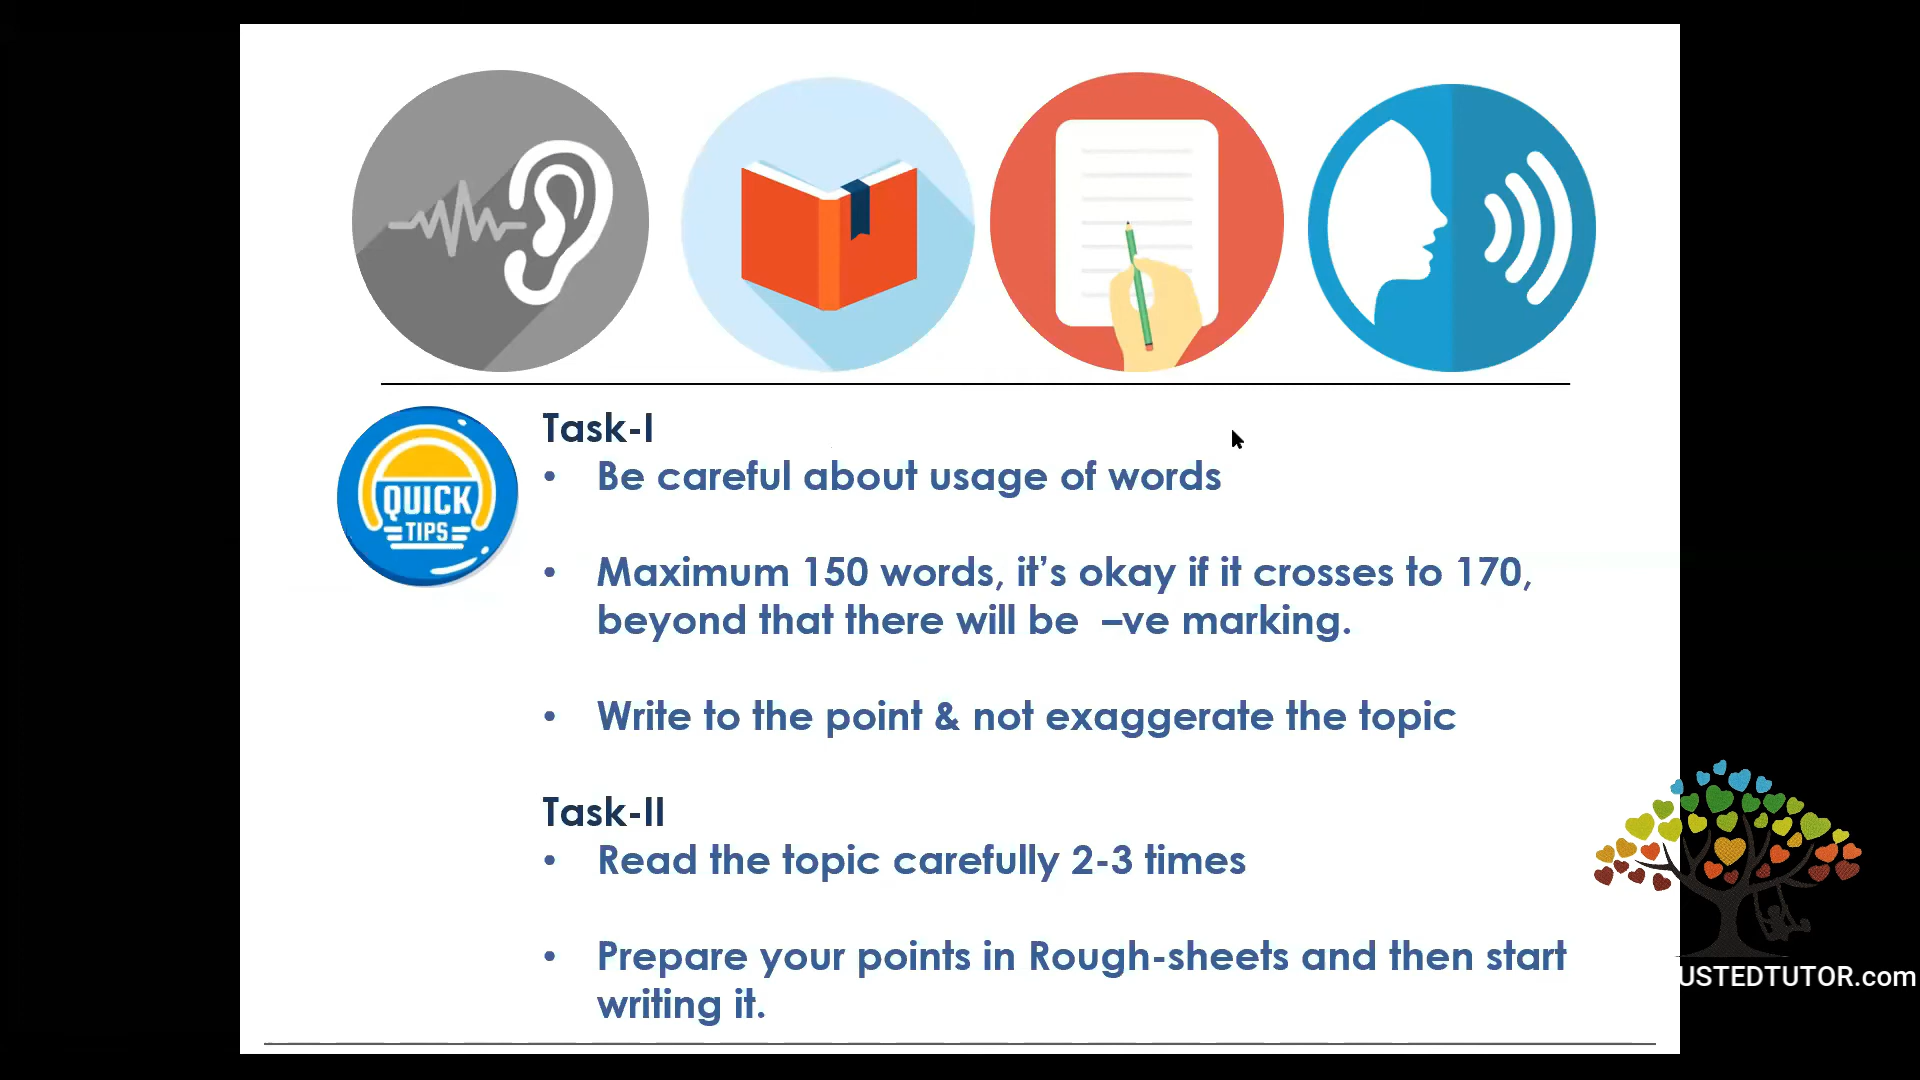 QUICK
TIPS
Task-I
• Be careful about usage of words
• Maximum 150 words, it’s okay if it crosses to 170,
beyond that there will be –ve marking.
• Write to the point & not exaggerate the topic
Task-II
• Read the topic carefully 2-3 times
• Prepare your points in Rough-sheets and then start
writing it.
USTEDTUTOR.com